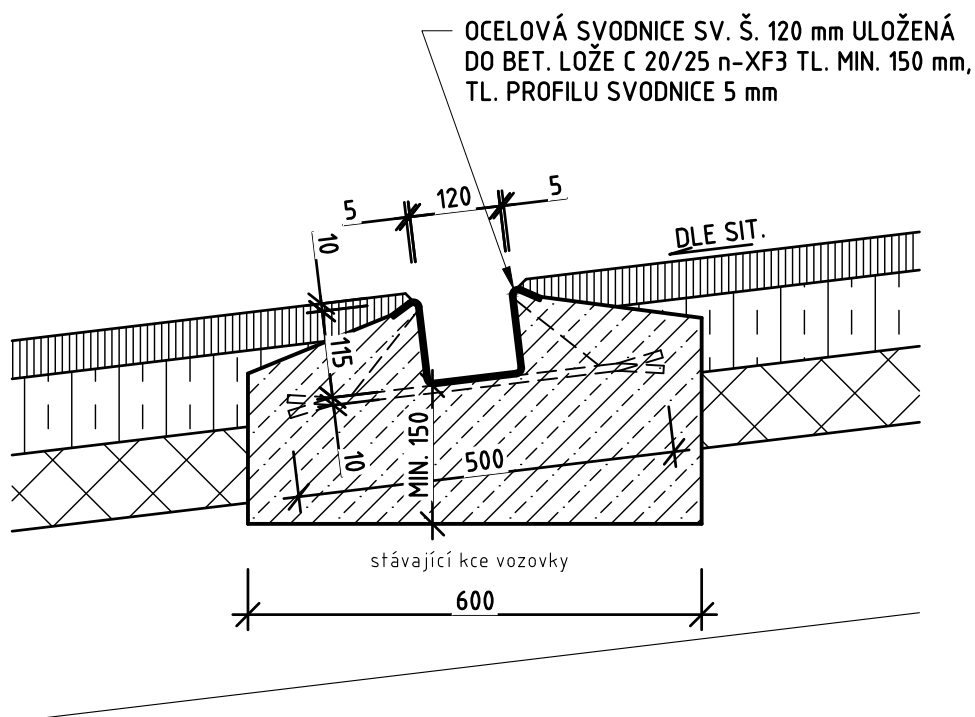 OCELOVÁ SVODNICE SV. Š. 120 mm ULOŽENÁ
DO BET. LOŽE C 20/25 n-XF3 TL. MIN. 150 mm,
TL. PROFILU SVODNICE 5 mm
5
120
5
10
DLE SIT.
115
10
MIN. 150
500
stávající kce vozovky
600